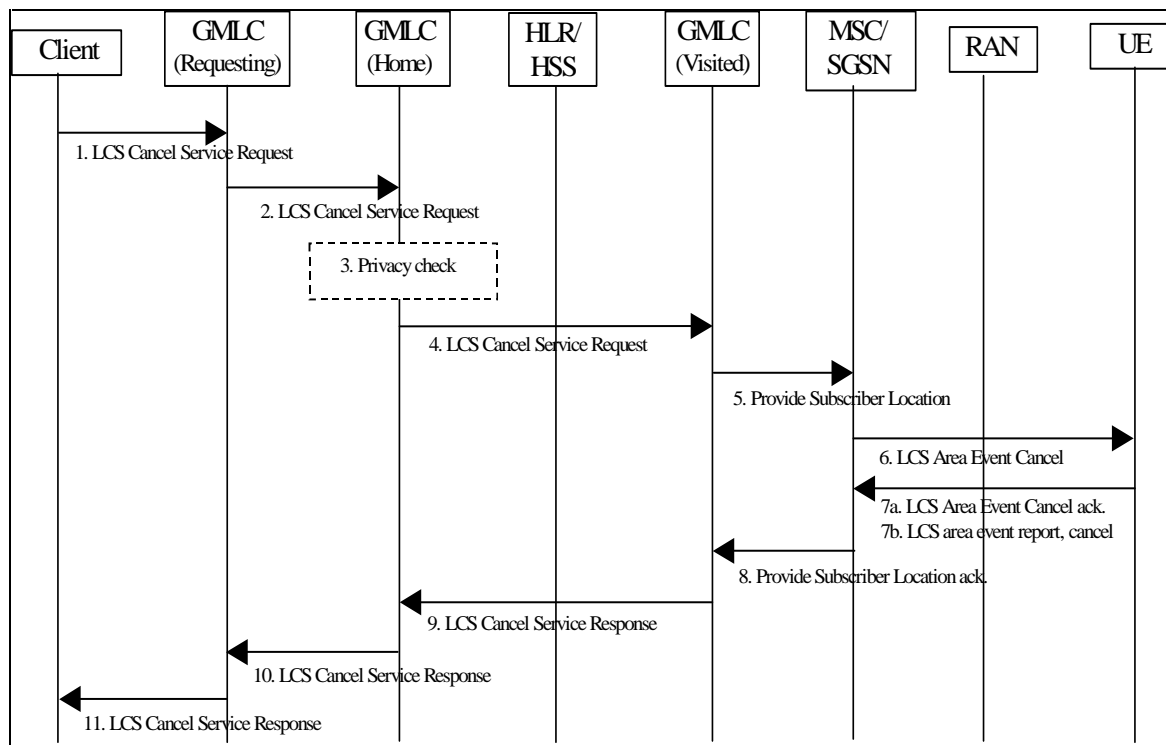 Client
GMLC
(Requesting)
GMLC
(Home)
HLR/
HSS
GMLC
(Visited)
MSC/
SGSN
RAN
UE
1. LCS Cancel Service Request
2. LCS Cancel Service Request
3. Privacy check
4. LCS Cancel Service Request
5. Provide Subscriber Location
6. LCS Area Event Cancel
7a. LCS Area Event Cancel ack.
7b. LCS area event report, cancel
8. Provide Subscriber Location ack.
9. LCS Cancel Service Response
10. LCS Cancel Service Response
11. LCS Cancel Service Response